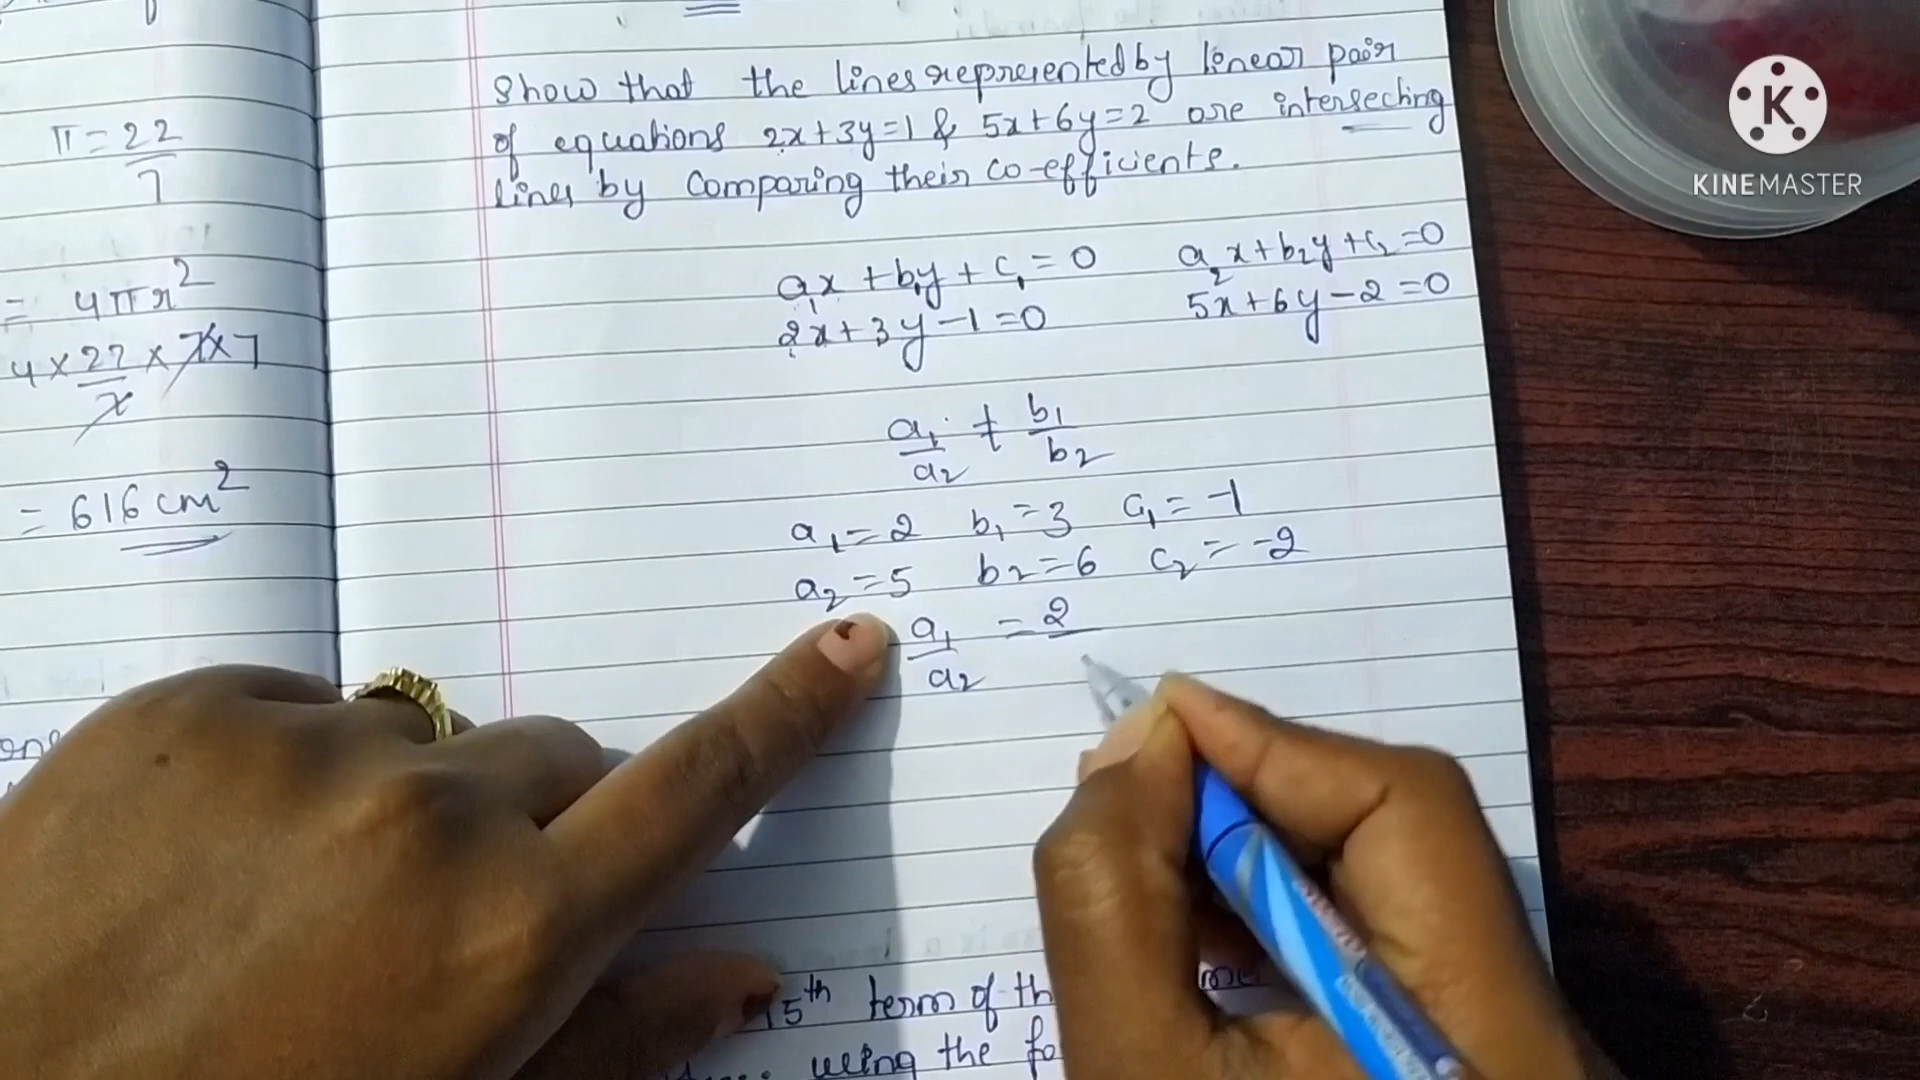 π = 22
7
= 4πr²
4 × 22 × 7 × 7
7
= 616 cm²
Show that the lines represented by linear pair
of equations 2x+3y=1 & 5x+6y=2 are interseching
lines by comparing their co-efficients.
a₁x + b₁y + c₁ = 0
a₂x + b₂y + c₂ = 0
2x + 3y - 1 = 0
5x + 6y - 2 = 0
a₁/a₂ ≠ b₁/b₂
a₁ = 2 b₁ = 3 c₁ = -1
a₂ = 5 b₂ = 6 c₂ = -2
a₁/a₂ = 2
15th term of th
using the fo
KINEMASTER